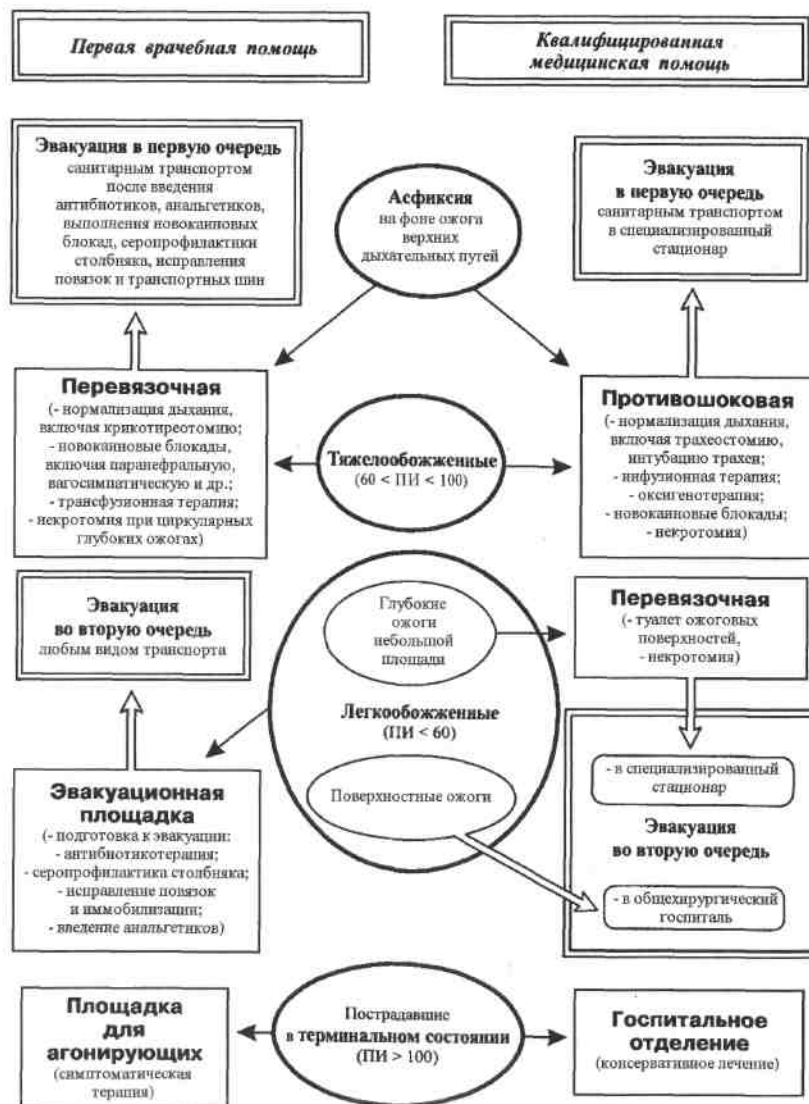 Первая врачебная помощь
Квалифицированная
медицинская помощь
Эвакуация в первую очередь
санитарным транспортом
после введения
антибиотиков, анальгетиков,
выполнения новокаиновых
блокад, серопрофилактики
столбняка, исправления
повязок и транспортных шин
Асфиксия
на фоне ожога
верхних
дыхательных путей
Эвакуация
в первую очередь
санитарным транспортом
в специализированный
стационар
Перевязочная
(- нормализация дыхания,
включая крикотиреотомию;
- новокаиновые блокады,
включая паранефральную,
вагосимпатическую и др.;
- трансфузионная терапия;
- некротомия при циркулярных
глубоких ожогах)
Тяжелообожженные
(60 < ПИ < 100)
Противошоковая
(- нормализация дыхания,
включая трахеостомию,
интубацию трахеи;
- инфузионная терапия;
- оксигенотерапия;
- новокаиновые блокады;
- некротомия)
Эвакуация
во вторую очередь
любым видом транспорта
Глубокие
ожоги
небольшой
площади
Легкообожженные
(ПИ < 60)
Поверхностные ожоги
Перевязочная
(- туалет ожоговых
поверхностей,
- некротомия)
Эвакуационная
площадка
(- подготовка к эвакуации:
- антибиотикотерапия;
- серопрофилактика столбняка;
- исправление повязок
и иммобилизации;
- введение анальгетиков)
- в специализированный
стационар
Эвакуация
во вторую очередь
- в общехирургический
госпиталь
Площадка
для
агонирующих
(симптоматическая
терапия)
Пострадавшие
в терминальном состоянии
(ПИ > 100)
Госпитальное
отделение
(консервативное лечение)